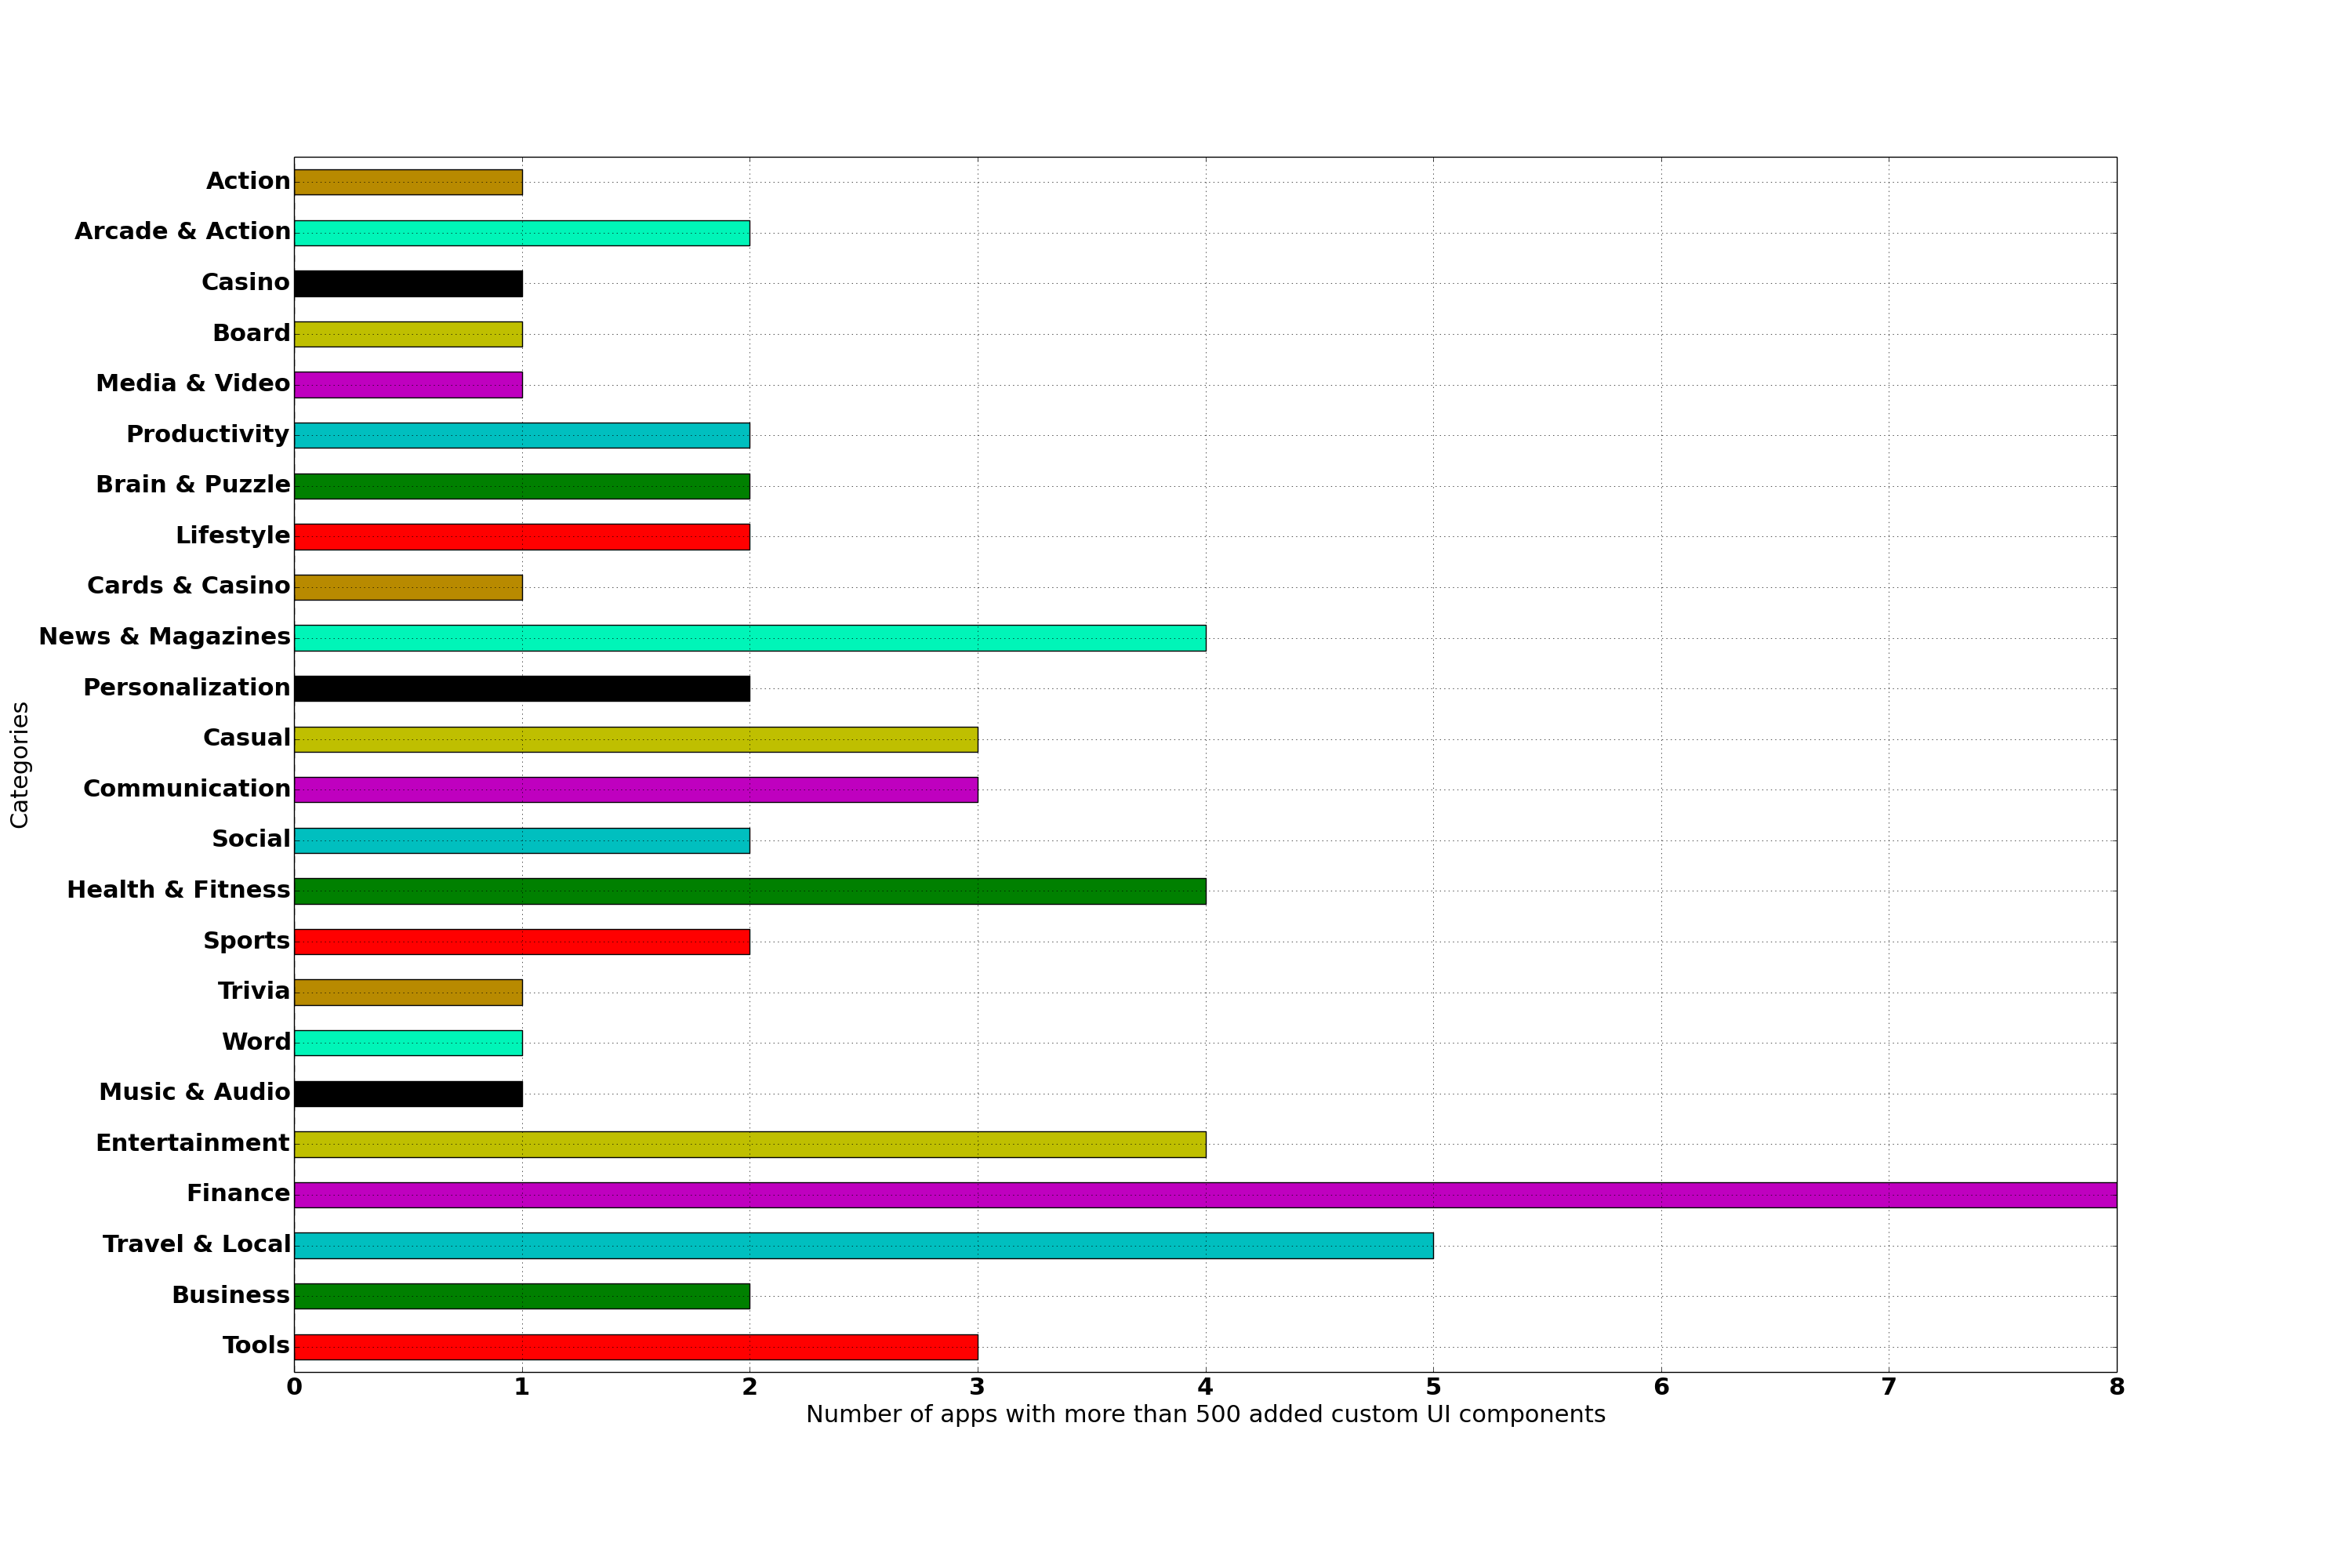 Action
Arcade & Action
Casino
Board
Media & Video
Productivity
Brain & Puzzle
Lifestyle
Cards & Casino
News & Magazines
Personalization
Casual
Communication
Social
Health & Fitness
Sports
Trivia
Word
Music & Audio
Entertainment
Finance
Travel & Local
Business
Tools
Categories
0 1 2 3 4 5 6 7 8
Number of apps with more than 500 added custom UI components